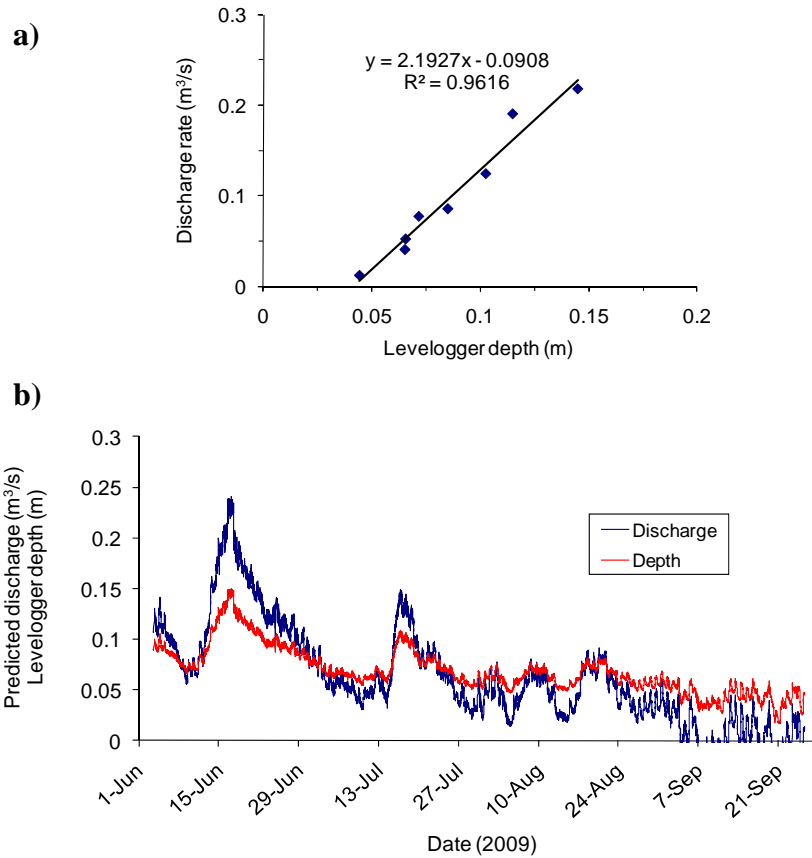 a)
0.3
0.2
0.1
0
Discharge rate (m³/s)
y = 2.1927x - 0.0908
R² = 0.9616
0 0.05 0.1 0.15 0.2
Levelogger depth (m)
b)
Predicted discharge (m³/s)
Levelogger depth (m)
0.3
0.25
0.2
0.15
0.1
0.05
0
Discharge
Depth
1-Jun 15-Jun 29-Jun 13-Jul 27-Jul 10-Aug 24-Aug 7-Sep 21-Sep
Date (2009)